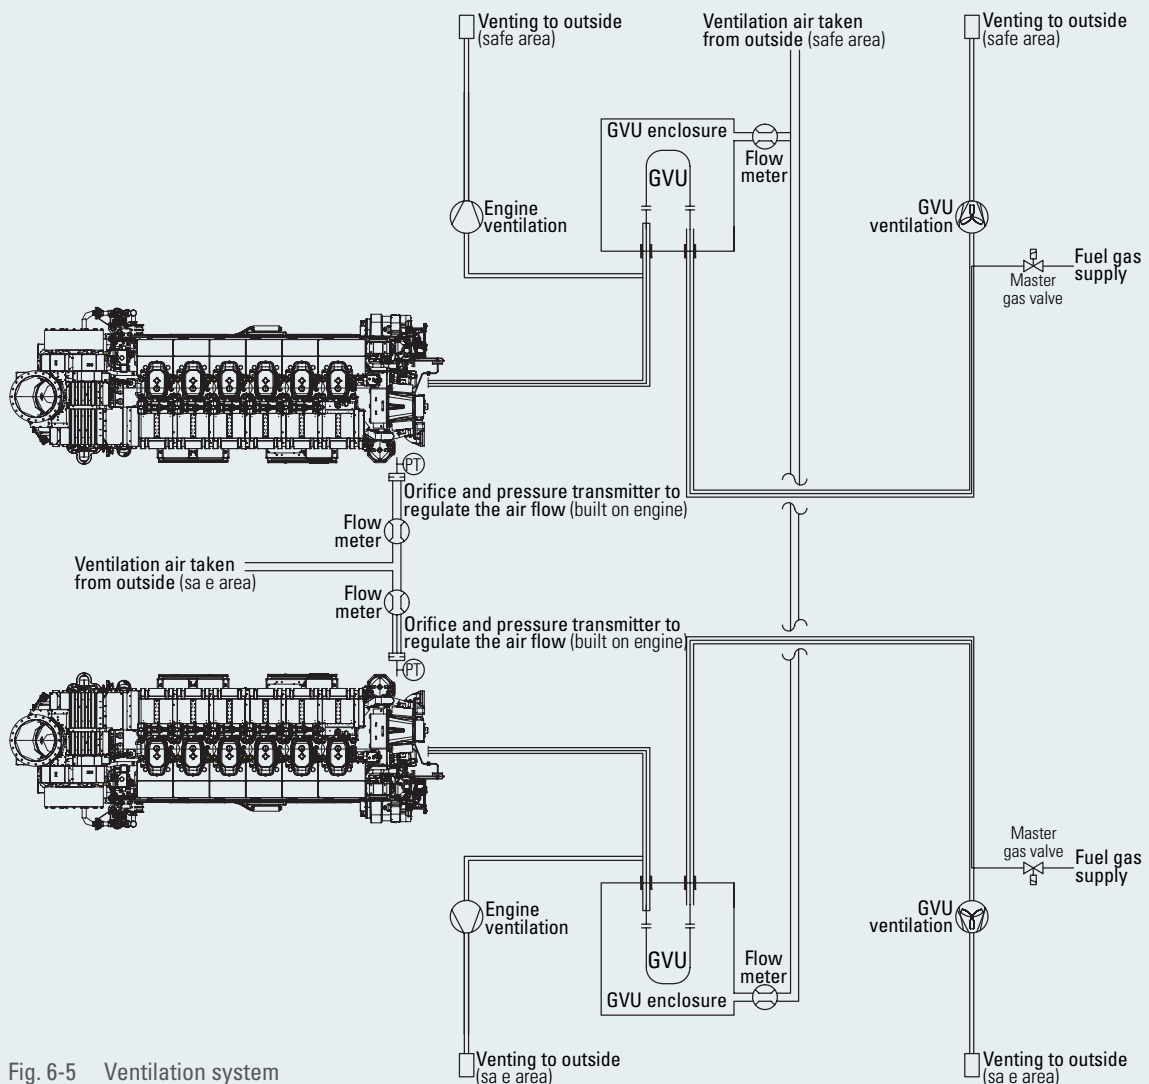 Venting to outside
(safe area)
Ventilation air taken
from outside (safe area)
Venting to outside
(safe area)
GVU enclosure
GVU
Flow
meter
Engine
ventilation
GVU
ventilation
Fuel gas
supply
Master
gas valve
PT
Orifice and pressure transmitter to
regulate the air flow (built on engine)
Flow
meter
Ventilation air taken
from outside (sa e area)
Flow
meter
Orifice and pressure transmitter to
regulate the air flow (built on engine)
PT
Master
gas valve
Fuel gas
supply
Engine
ventilation
GVU
ventilation
GVU
Flow
meter
GVU enclosure
Venting to outside
(sa e area)
Venting to outside
(sa e area)
Fig. 6-5 Ventilation system